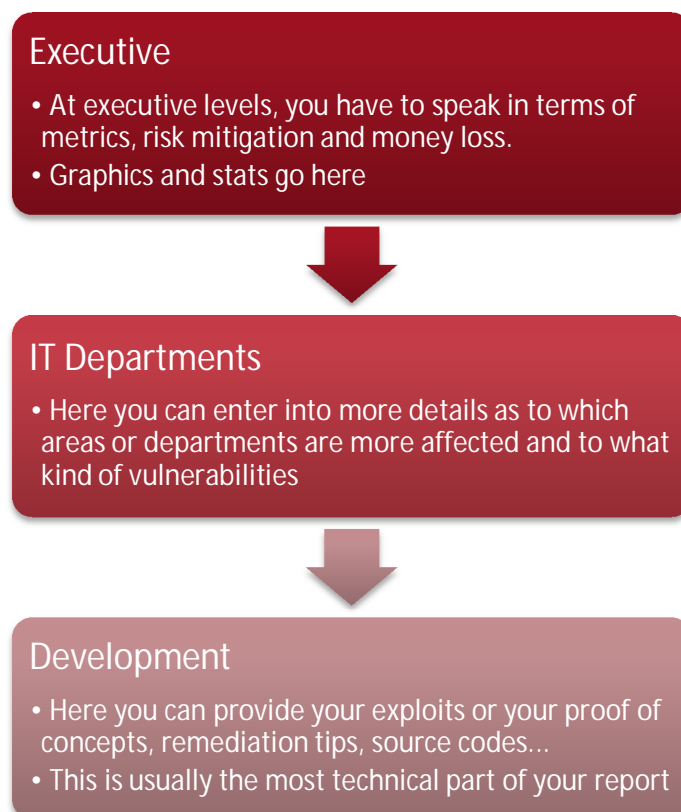 Executive
• At executive levels, you have to speak in terms of
metrics, risk mitigation and money loss.
• Graphics and stats go here
IT Departments
• Here you can enter into more details as to which
areas or departments are more affected and to what
kind of vulnerabilities
Development
• Here you can provide your exploits or your proof of
concepts, remediation tips, source codes...
• This is usually the most technical part of your report